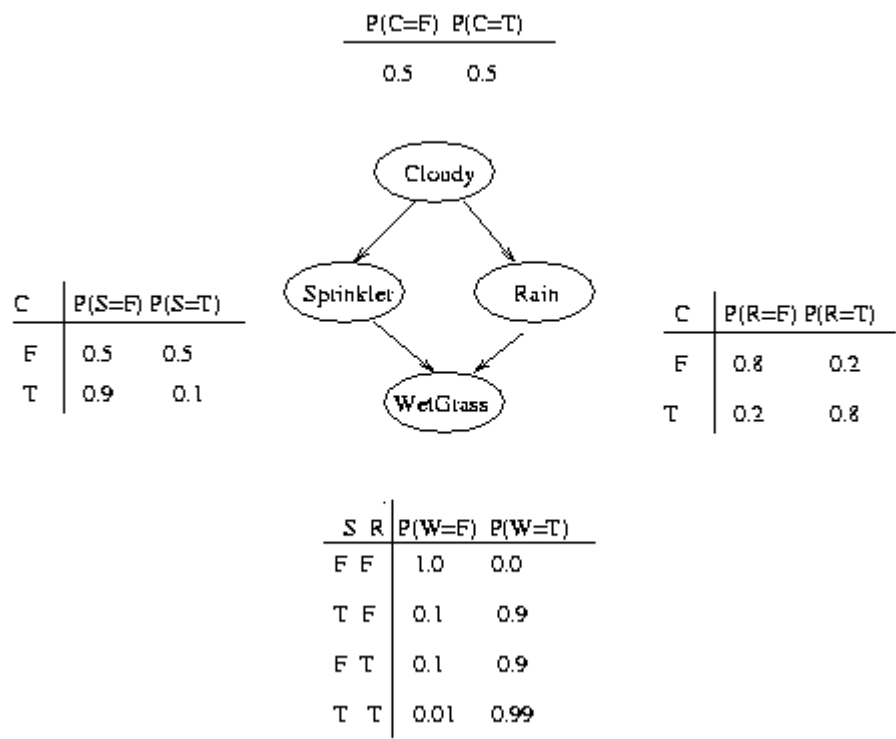 P(C=F) P(C=T)
0.5 0.5
Cloudy
Sprinkler
Rain
WetGrass
C P(S=F) P(S=T)
F 0.5 0.5
T 0.9 0.1
C P(R=F) P(R=T)
F 0.8 0.2
T 0.2 0.8
S R P(W=F) P(W=T)
F F 1.0 0.0
T F 0.1 0.9
F T 0.1 0.9
T T 0.01 0.99